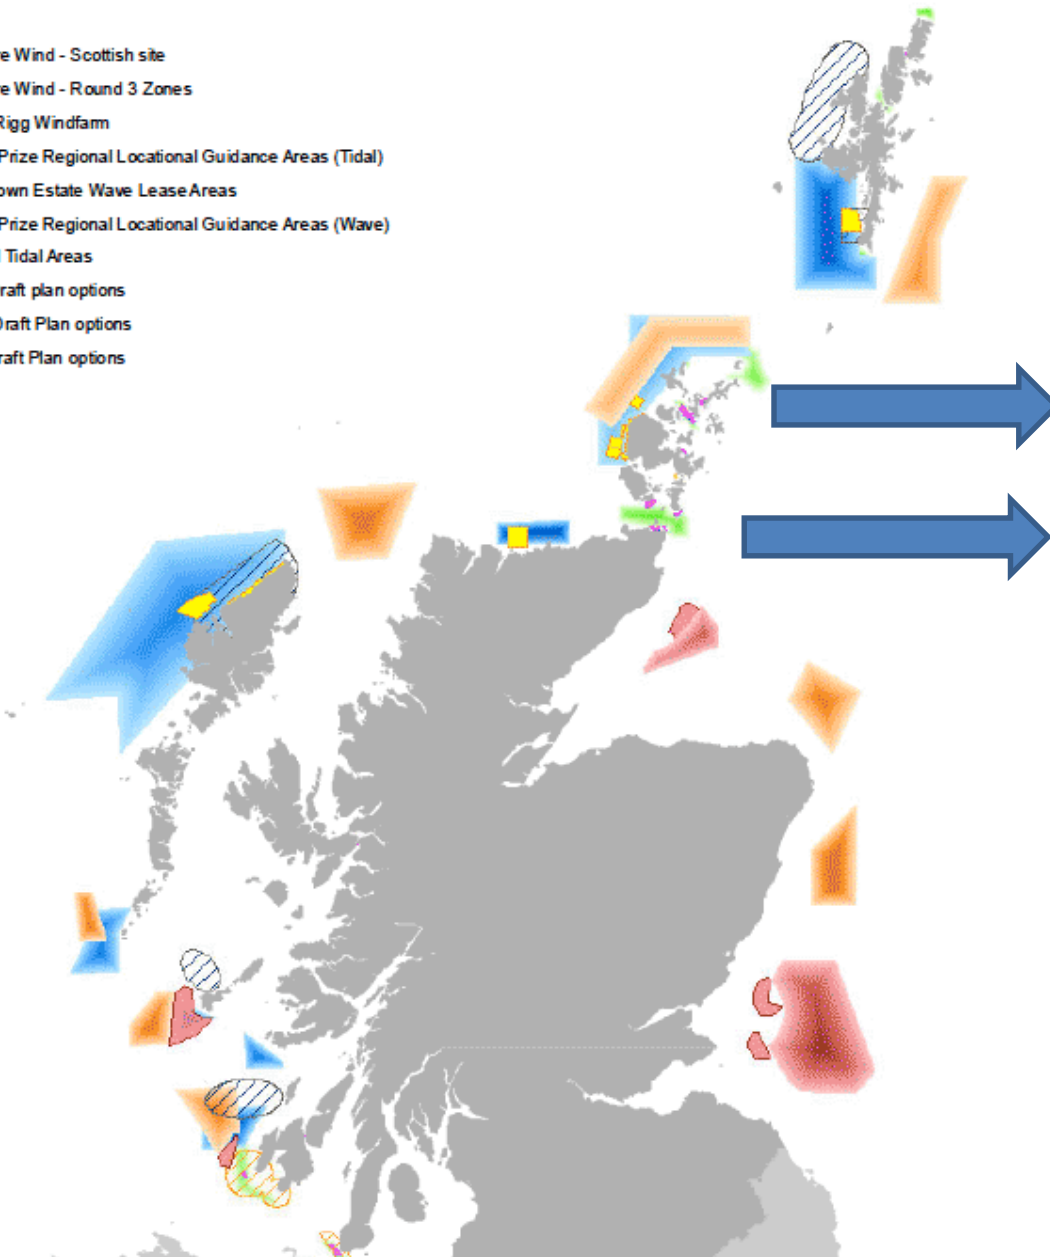 e Wind - Scottish site
e Wind - Round 3 Zones
Rigg Windfarm
Prize Regional Locational Guidance Areas (Tidal)
own Estate Wave Lease Areas
Prize Regional Locational Guidance Areas (Wave)
Tidal Areas
raft plan options
Draft Plan options
raft Plan options